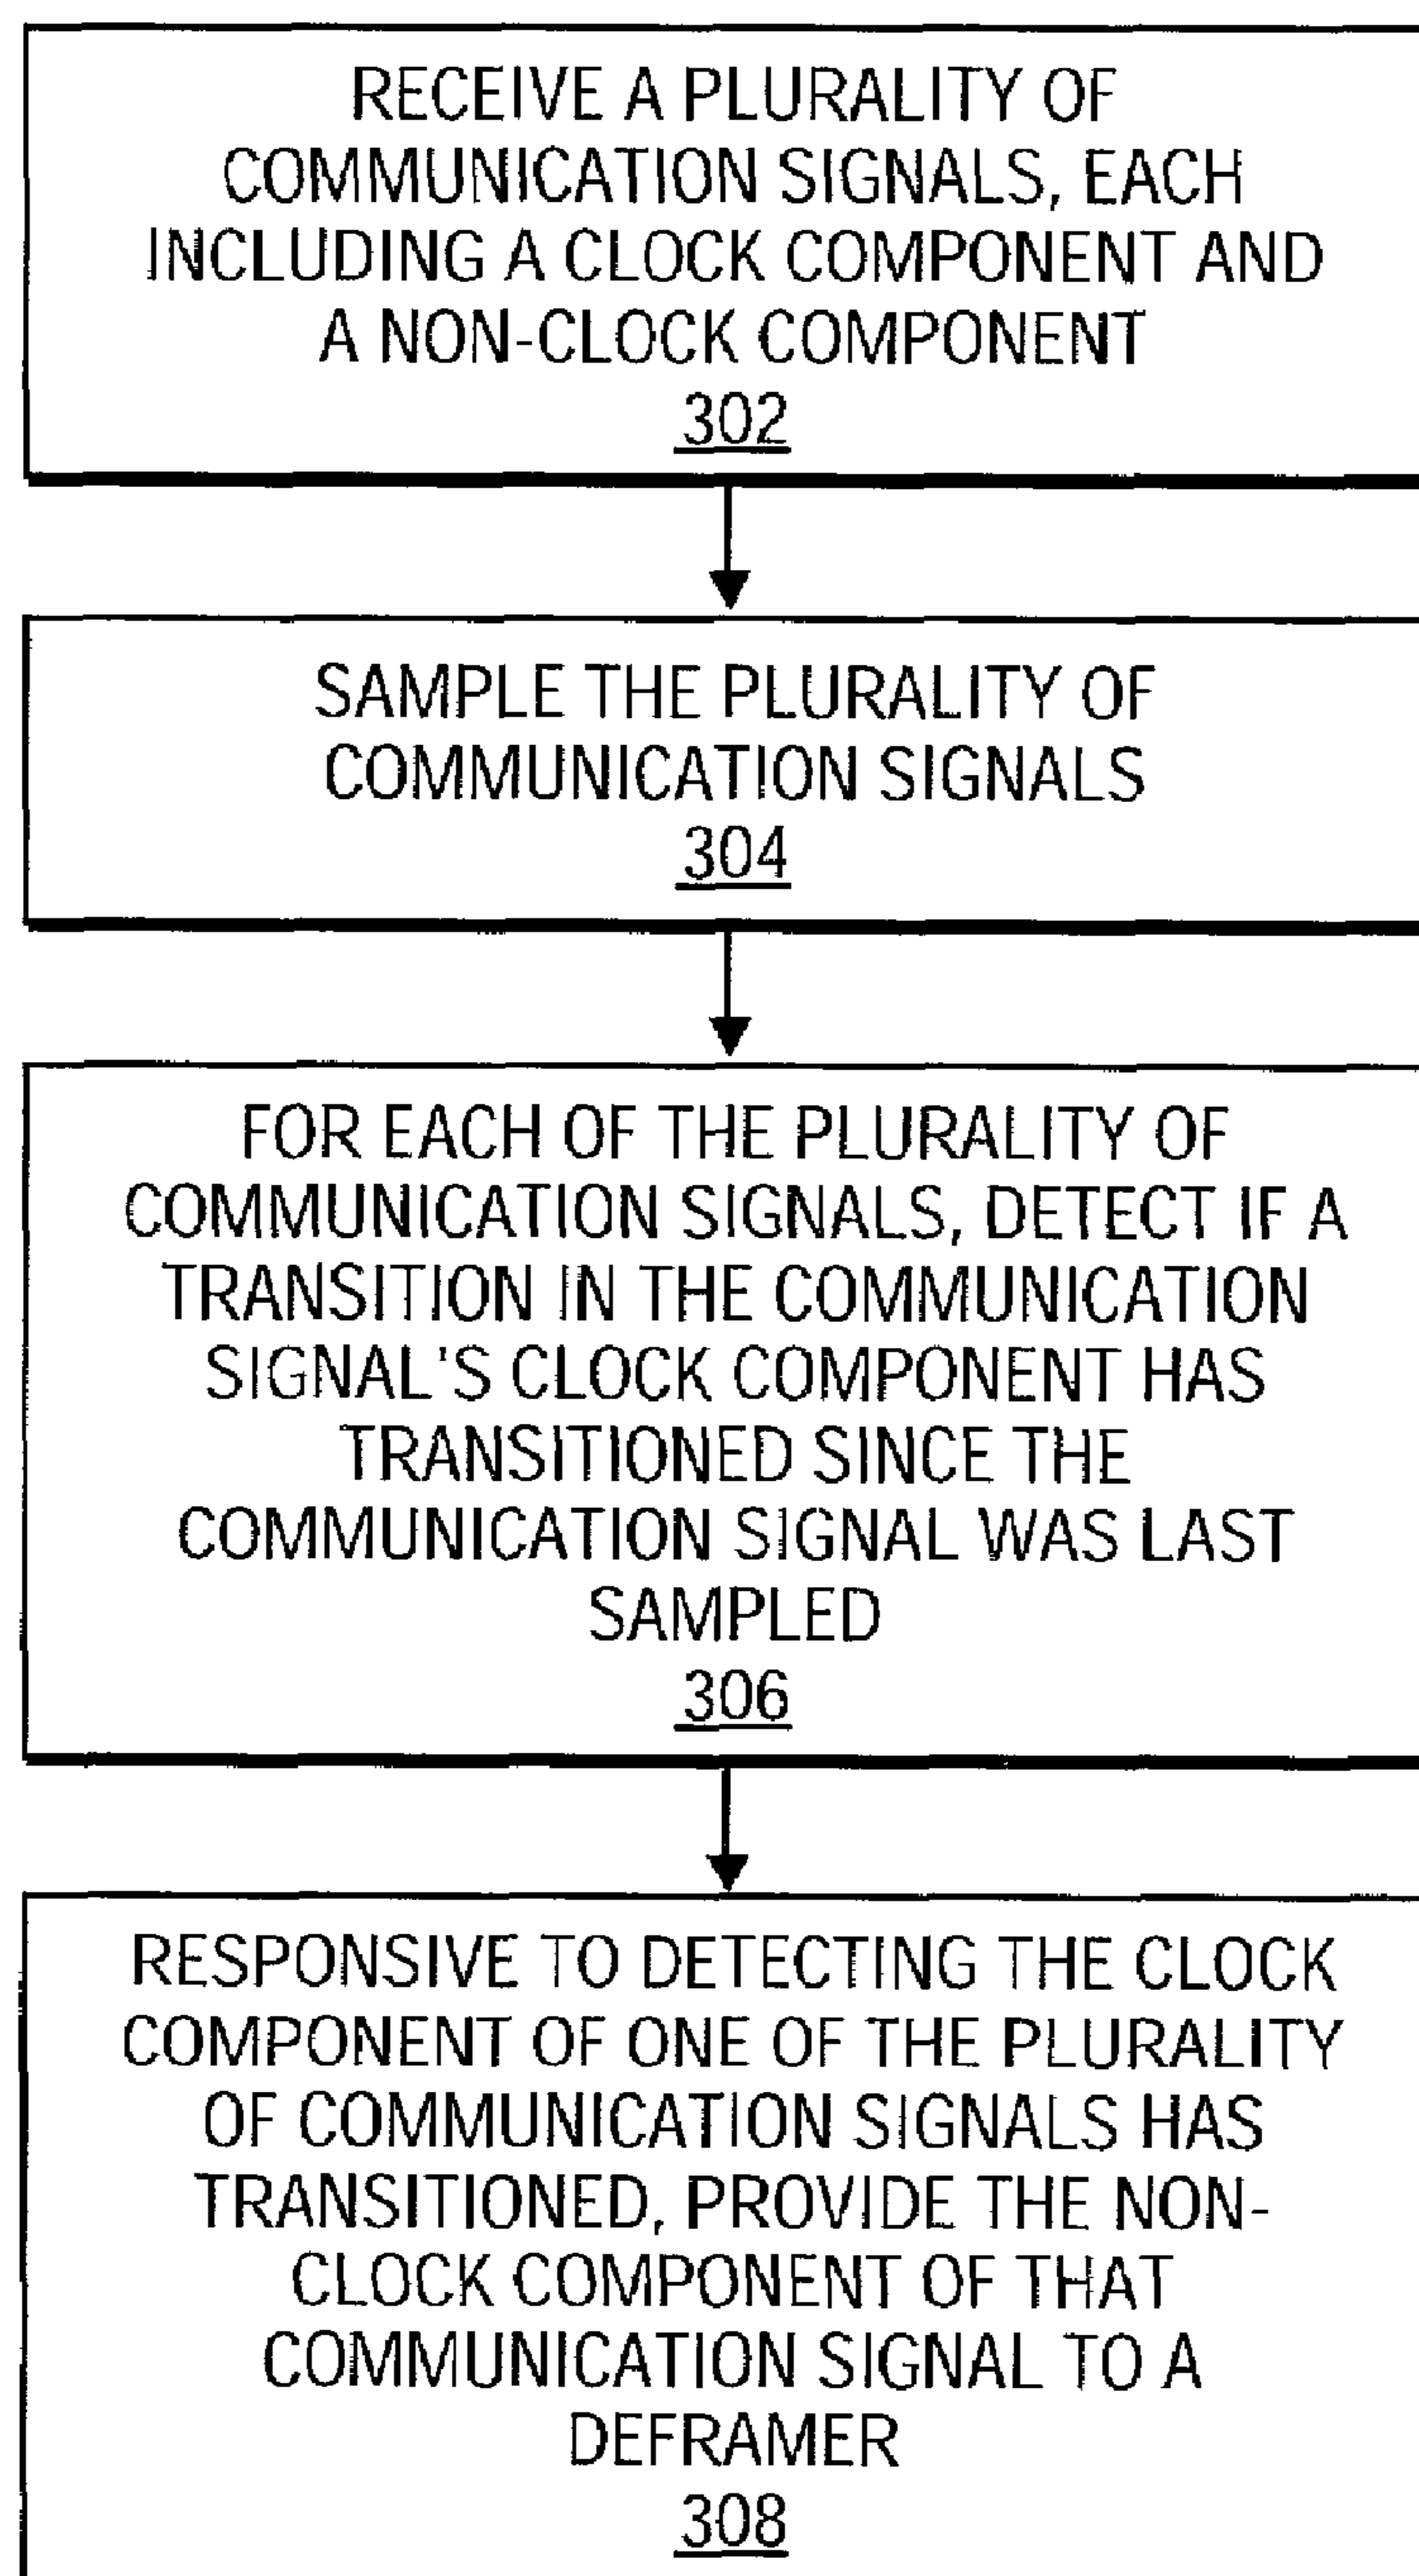 RECEIVE A PLURALITY OF
COMMUNICATION SIGNALS, EACH
INCLUDING A CLOCK COMPONENT AND
A NON-CLOCK COMPONENT
302
SAMPLE THE PLURALITY OF
COMMUNICATION SIGNALS
304
FOR EACH OF THE PLURALITY OF
COMMUNICATION SIGNALS, DETECT IF A
TRANSITION IN THE COMMUNICATION
SIGNAL'S CLOCK COMPONENT HAS
TRANSITIONED SINCE THE
COMMUNICATION SIGNAL WAS LAST
SAMPLED
306
RESPONSIVE TO DETECTING THE CLOCK
COMPONENT OF ONE OF THE PLURALITY
OF COMMUNICATION SIGNALS HAS
TRANSITIONED, PROVIDE THE NON-
CLOCK COMPONENT OF THAT
COMMUNICATION SIGNAL TO A
DEFRAMER
308